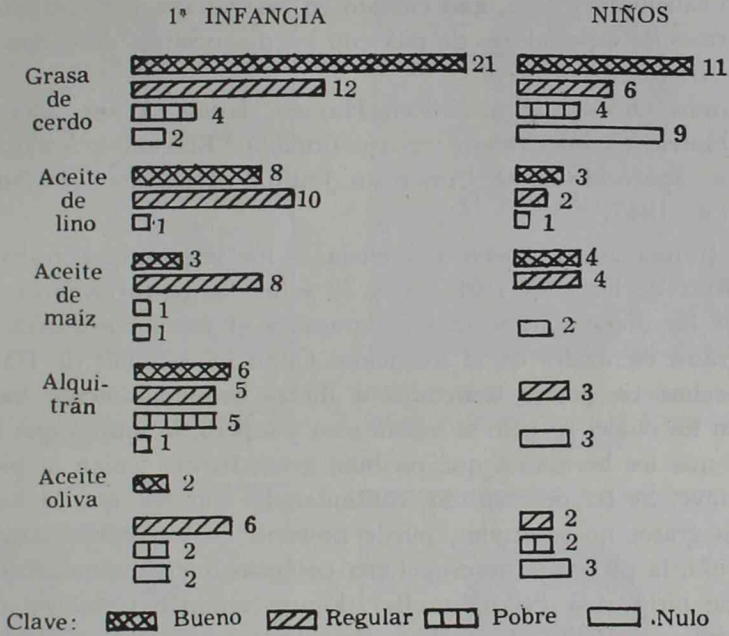 1ª INFANCIA NIÑOS
21 11
Grasa 12 6
de 4 4
cerdo 2 9
Aceite 8 3
de 10 2
lino 1 1
Aceite 3 4
de 8 4
maíz 1
1 2
Alqui- 6
trán 5 3
5
1 3
Aceite 2
oliva
6 2
2 2
2 3
Clave: Bueno Regular Pobre .Nulo